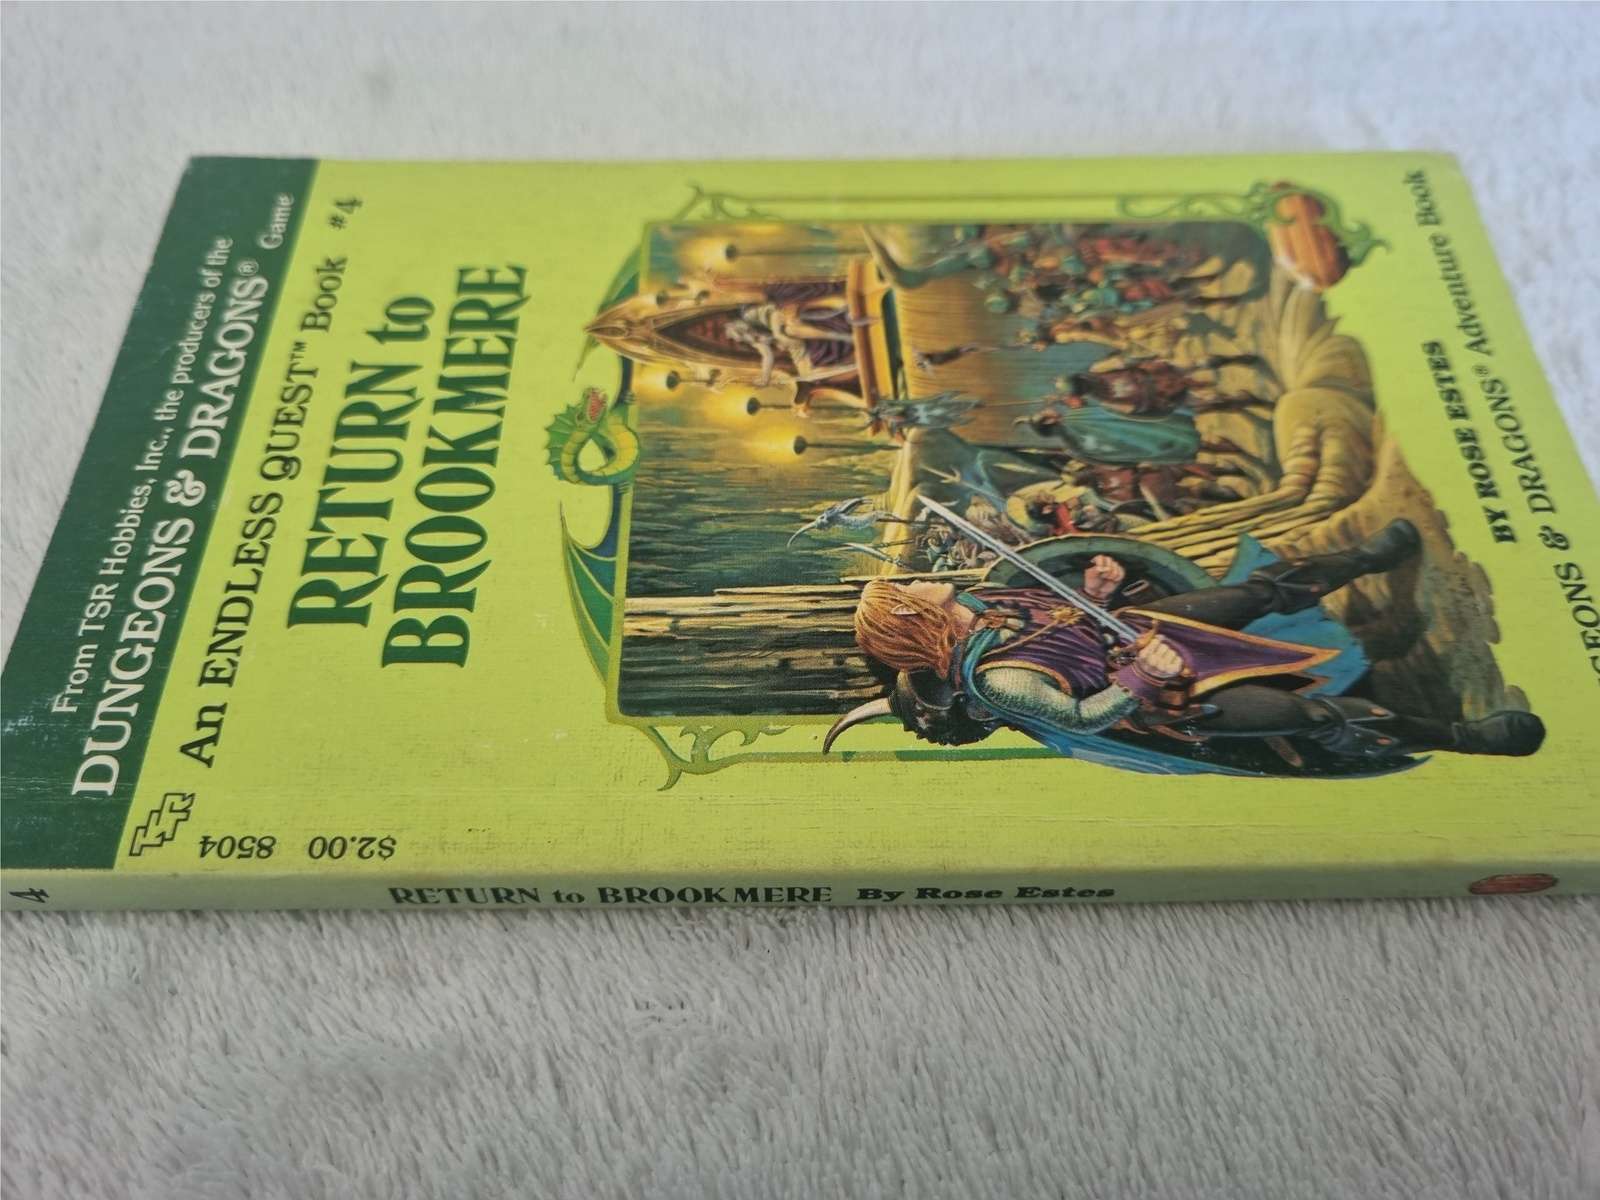 From TSR Hobbies, Inc., the producers of the
DUNGEONS & DRAGONS® Game
TSR
An ENDLESS QUEST™ Book #4
8504 $2.00
RETURN to
BROOKMERE
BY ROSE ESTES
& DRAGONS® Adventure Book
4 RETURN to BROOKMERE By Rose Estes